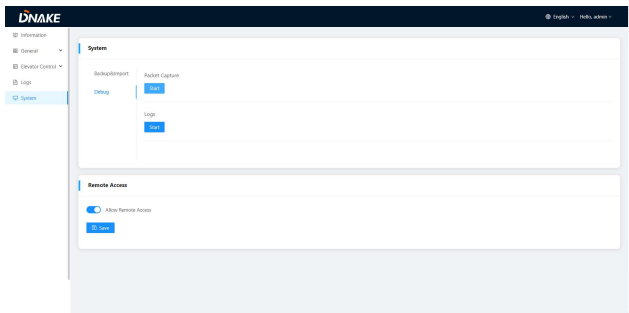 DNAKE
English
Hello, admin
Information
General
Elevator Control
Logs
System
System
Backup&Import
Debug
Packet Capture
Start
Logs
Start
Remote Access
Allow Remote Access
Save